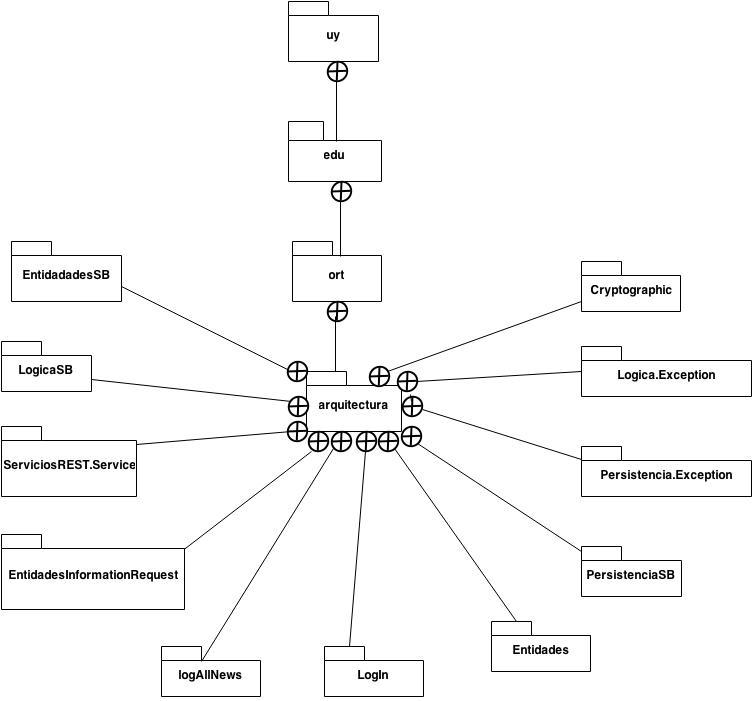 uy
edu
ort
EntidadadesSB
Cryptographic
LogicaSB
Logica.Exception
arquitectura
ServiciosREST.Service
Persistencia.Exception
EntidadesInformationRequest
PersistenciaSB
Entidades
logAllNews
LogIn